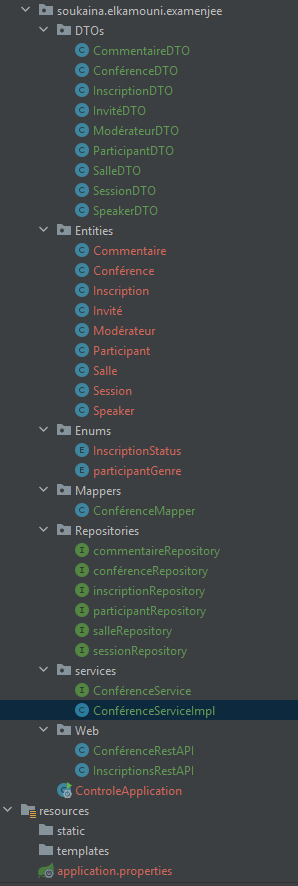 soukaina.elkamouni.examenjee
DTOs
CommentaireDTO
ConférenceDTO
InscriptionDTO
InvitéDTO
ModérateurDTO
ParticipantDTO
SalleDTO
SessionDTO
SpeakerDTO
Entities
Commentaire
Conférence
Inscription
Invité
Modérateur
Participant
Salle
Session
Speaker
Enums
InscriptionStatus
participantGenre
Mappers
ConférenceMapper
Repositories
commentaireRepository
conférenceRepository
inscriptionRepository
participantRepository
salleRepository
sessionRepository
services
ConférenceService
ConférenceServiceImpl
Web
ConférenceRestAPI
InscriptionsRestAPI
ControleApplication
resources
static
templates
application.properties